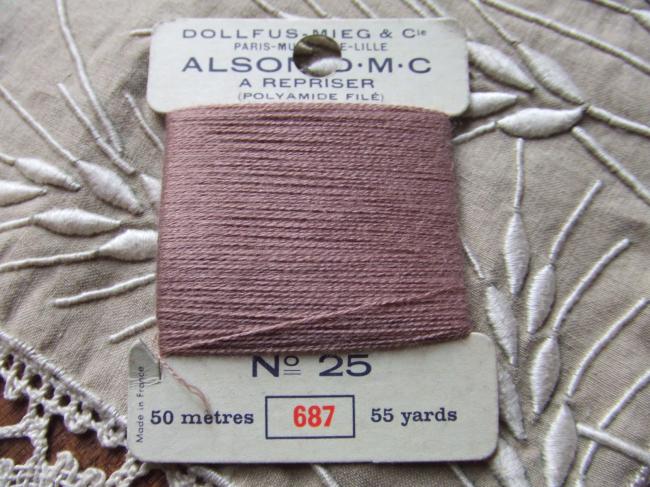 DOLLFUS-MIEG & Cie
PARIS-MU E-LILLE
ALSO D·M·C
A REPRISER
(POLYAMIDE FILÉ)
No 25
Made in France
50 metres 687 55 yards